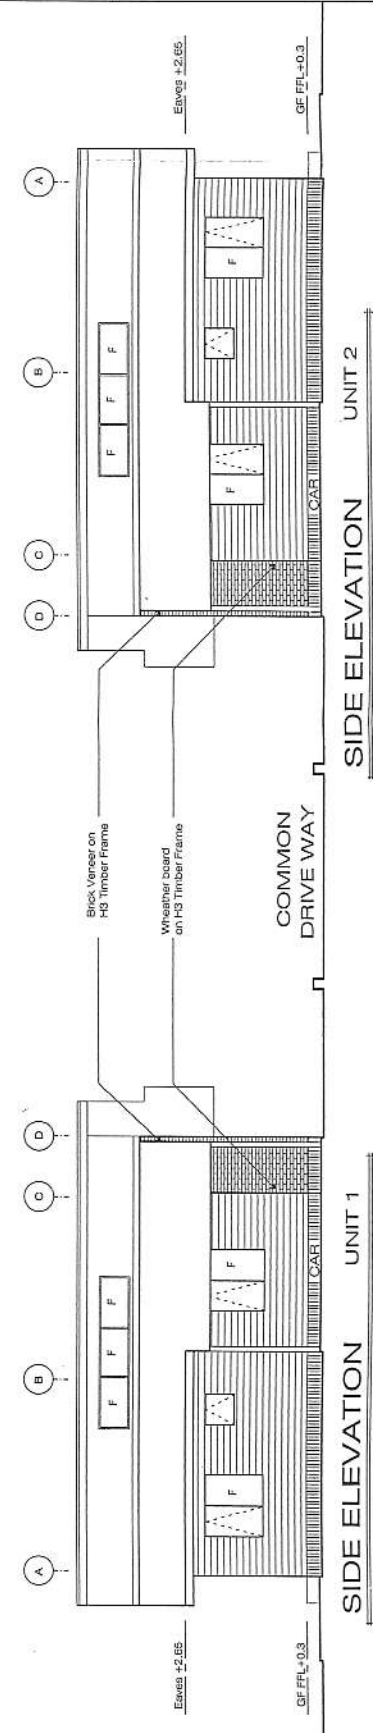 A
B
C
D
D
C
B
A
F F F
F F F
Brick Veneer on
H3 Timber Frame
Eaves +2.65
Eaves +2.65
Wheather board
on H3 Timber Frame
F
F
F
F
GF FFL+0.3
GF FFL+0.3
CAR
CAR
COMMON
DRIVE WAY
SIDE ELEVATION UNIT 1
SIDE ELEVATION UNIT 2